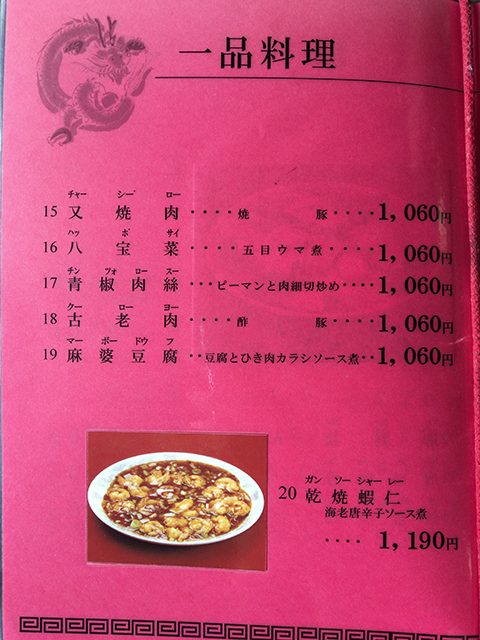 一品料理
チャー シー ロー
15 叉焼肉 ・・・・焼豚・・・・1,060円
ハッ ポ サイ
16 八宝菜 ・・・・五目ウマ煮・・・・1,060円
チン ヅォ ロー スー
17 青椒肉絲 ・・・ピーマンと肉細切炒め・・・・1,060円
クー ロー ヨー
18 古老肉 ・・・・酢豚・・・・1,060円
マー ボー ドウ フ
19 麻婆豆腐 ・・豆腐とひき肉カラシソース煮・・1,060円
ガン ソー シャー レー
20 乾焼蝦仁
海老唐辛子ソース煮
・・・・ 1,190円